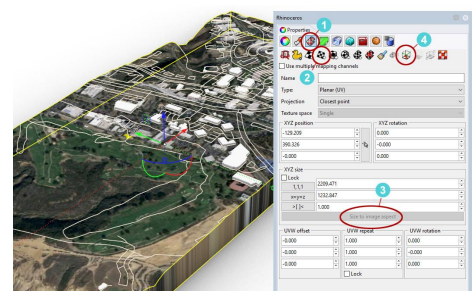 Rhinoceros
Properties
1
4
Use multiple mapping channels
2
Name
Type: Planar (UV)
Projection Closest point
Texture space Single
XYZ position XYZ rotation
-129.209 0.000
390.326 -0.000
-0.000 0.000
XYZ size
Lock
1,1,1 2209.471
x=y=z 1232.847
3
1.000
Size to image aspect
UVW offset UVW repeat UVW rotation
-0.000 1.000 0.000
-0.000 1.000 -0.000
-0.000 1.000 0.000
Lock